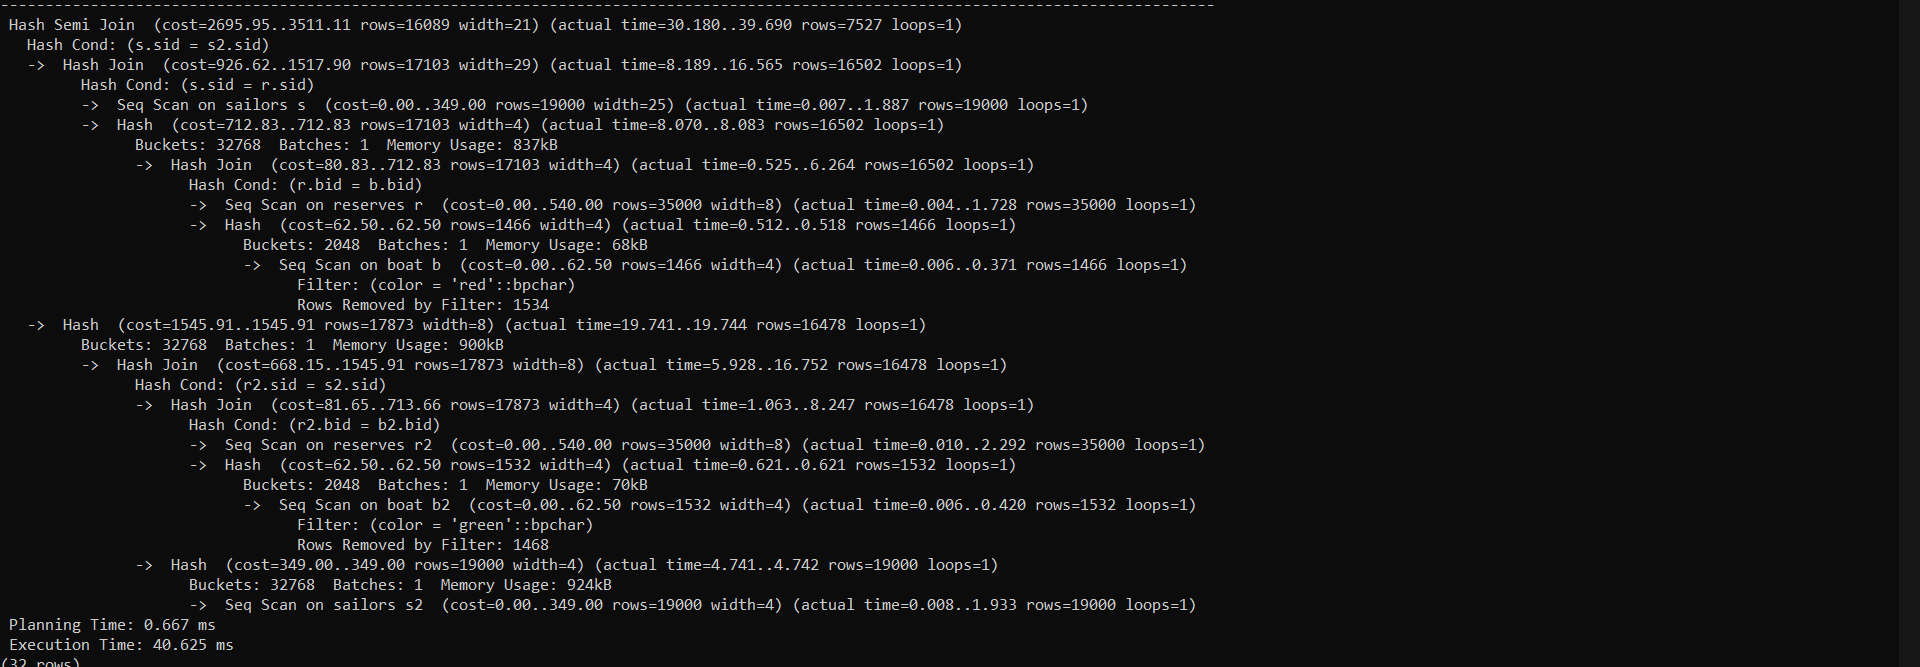 ---------------------------------------------------------------------------------------------------------------------------------------
Hash Semi Join  (cost=2695.95..3511.11 rows=16089 width=21) (actual time=30.180..39.690 rows=7527 loops=1)
  Hash Cond: (s.sid = s2.sid)
  ->  Hash Join  (cost=926.62..1517.90 rows=17103 width=29) (actual time=8.189..16.565 rows=16502 loops=1)
        Hash Cond: (s.sid = r.sid)
        ->  Seq Scan on sailors s  (cost=0.00..349.00 rows=19000 width=25) (actual time=0.007..1.887 rows=19000 loops=1)
        ->  Hash  (cost=712.83..712.83 rows=17103 width=4) (actual time=8.070..8.083 rows=16502 loops=1)
              Buckets: 32768  Batches: 1  Memory Usage: 837kB
              ->  Hash Join  (cost=80.83..712.83 rows=17103 width=4) (actual time=0.525..6.264 rows=16502 loops=1)
                    Hash Cond: (r.bid = b.bid)
                    ->  Seq Scan on reserves r  (cost=0.00..540.00 rows=35000 width=8) (actual time=0.004..1.728 rows=35000 loops=1)
                    ->  Hash  (cost=62.50..62.50 rows=1466 width=4) (actual time=0.512..0.518 rows=1466 loops=1)
                          Buckets: 2048  Batches: 1  Memory Usage: 68kB
                          ->  Seq Scan on boat b  (cost=0.00..62.50 rows=1466 width=4) (actual time=0.006..0.371 rows=1466 loops=1)
                                Filter: (color = 'red'::bpchar)
                                Rows Removed by Filter: 1534
  ->  Hash  (cost=1545.91..1545.91 rows=17873 width=8) (actual time=19.741..19.744 rows=16478 loops=1)
        Buckets: 32768  Batches: 1  Memory Usage: 900kB
        ->  Hash Join  (cost=668.15..1545.91 rows=17873 width=8) (actual time=5.928..16.752 rows=16478 loops=1)
              Hash Cond: (r2.sid = s2.sid)
              ->  Hash Join  (cost=81.65..713.66 rows=17873 width=4) (actual time=1.063..8.247 rows=16478 loops=1)
                    Hash Cond: (r2.bid = b2.bid)
                    ->  Seq Scan on reserves r2  (cost=0.00..540.00 rows=35000 width=8) (actual time=0.010..2.292 rows=35000 loops=1)
                    ->  Hash  (cost=62.50..62.50 rows=1532 width=4) (actual time=0.621..0.621 rows=1532 loops=1)
                          Buckets: 2048  Batches: 1  Memory Usage: 70kB
                          ->  Seq Scan on boat b2  (cost=0.00..62.50 rows=1532 width=4) (actual time=0.006..0.420 rows=1532 loops=1)
                                Filter: (color = 'green'::bpchar)
                                Rows Removed by Filter: 1468
              ->  Hash  (cost=349.00..349.00 rows=19000 width=4) (actual time=4.741..4.742 rows=19000 loops=1)
                    Buckets: 32768  Batches: 1  Memory Usage: 924kB
                    ->  Seq Scan on sailors s2  (cost=0.00..349.00 rows=19000 width=4) (actual time=0.008..1.933 rows=19000 loops=1)
Planning Time: 0.667 ms
Execution Time: 40.625 ms
(32 rows)